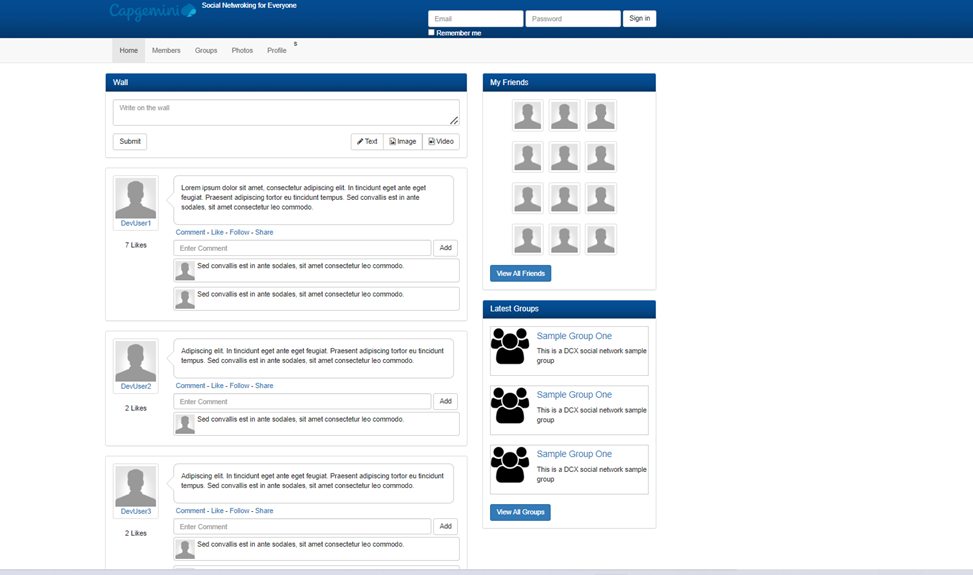 Capgemini
Social Netwroking for Everyone
Email
Password
Sign in
Remember me
Home
Members
Groups
Photos
Profile
5
Wall
Write on the wall
Submit
Text
Image
Video
Lorem ipsum dolor sit amet, consectetur adipiscing elit. In tincidunt eget ante eget
feugiat. Praesent adipiscing tortor eu tincidunt tempus. Sed convallis est in ante
sodales, sit amet consectetur leo commodo.
DevUser1
7 Likes
Comment - Like - Follow - Share
Enter Comment
Add
Sed convallis est in ante sodales, sit amet consectetur leo commodo.
Sed convallis est in ante sodales, sit amet consectetur leo commodo.
Adipiscing elit. In tincidunt eget ante eget feugiat. Praesent adipiscing tortor eu tincidunt
tempus. Sed convallis est in ante sodales, sit amet consectetur leo commodo.
DevUser2
2 Likes
Comment - Like - Follow - Share
Enter Comment
Add
Sed convallis est in ante sodales, sit amet consectetur leo commodo.
Adipiscing elit. In tincidunt eget ante eget feugiat. Praesent adipiscing tortor eu tincidunt
tempus. Sed convallis est in ante sodales, sit amet consectetur leo commodo.
DevUser3
2 Likes
Comment - Like - Follow - Share
Enter Comment
Add
Sed convallis est in ante sodales, sit amet consectetur leo commodo.
My Friends
View All Friends
Latest Groups
Sample Group One
This is a DCX social network sample
group
Sample Group One
This is a DCX social network sample
group
Sample Group One
This is a DCX social network sample
group
View All Groups